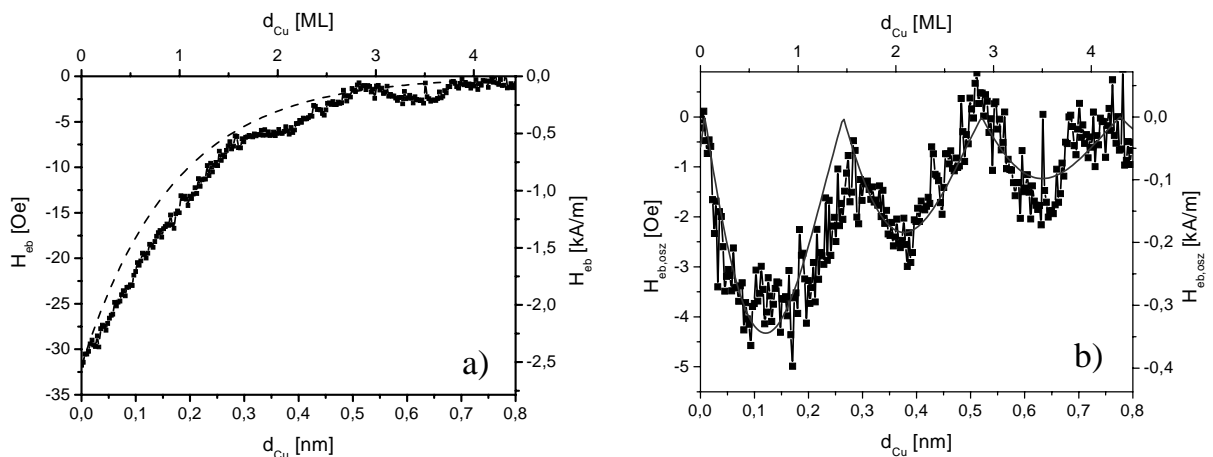 d_Cu [ML]
0 1 2 3 4
0 -5 -10 -15 -20 -25 -30 -35
H_eb [Oe]
0,0 -0,5 -1,0 -1,5 -2,0 -2,5
H_eb [kA/m]
a)
0,0 0,1 0,2 0,3 0,4 0,5 0,6 0,7 0,8
d_Cu [nm]
d_Cu [ML]
0 1 2 3 4
0 -1 -2 -3 -4 -5
H_eb,osz [Oe]
0,0 -0,1 -0,2 -0,3 -0,4
H_eb,osz [kA/m]
b)
0,0 0,1 0,2 0,3 0,4 0,5 0,6 0,7 0,8
d_Cu [nm]